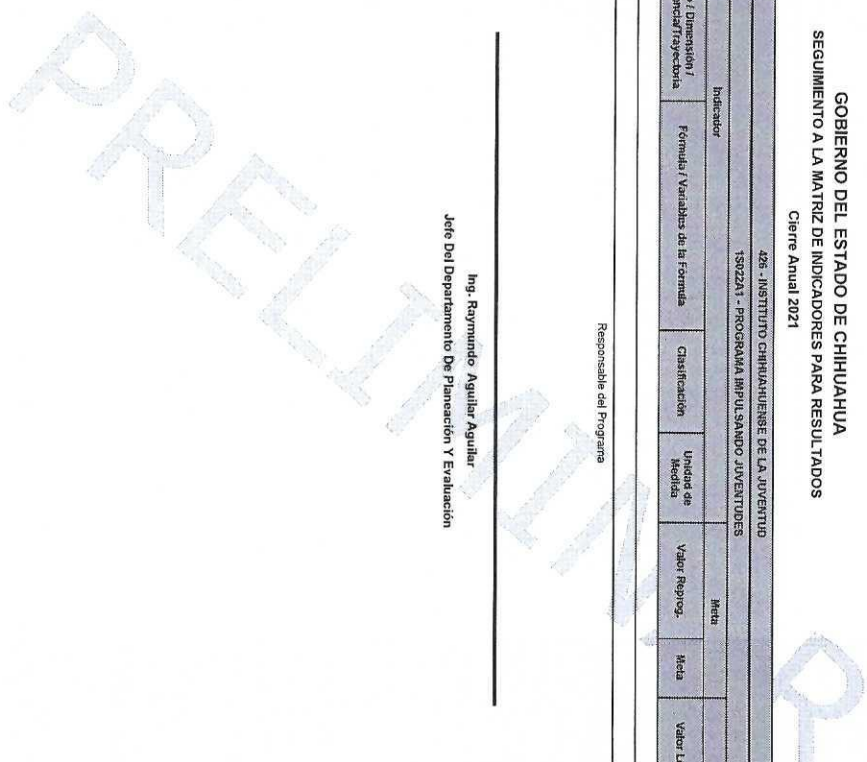 GOBIERNO DEL ESTADO DE CHIHUAHUA
SEGUIMIENTO A LA MATRIZ DE INDICADORES PARA RESULTADOS
Cierre Anual 2021
426 - INSTITUTO CHIHUAHUENSE DE LA JUVENTUD
1S022A1 - PROGRAMA IMPULSANDO JUVENTUDES
Indicador Meta
/ Dimensión /
Fórmula / Variables de la Fórmula Clasificación Unidad de Medida Valor Reprog. Meta Valor
Responsable del Programa
Ing. Raymundo Aguilar Aguilar
Jefe Del Departamento De Planeación Y Evaluación